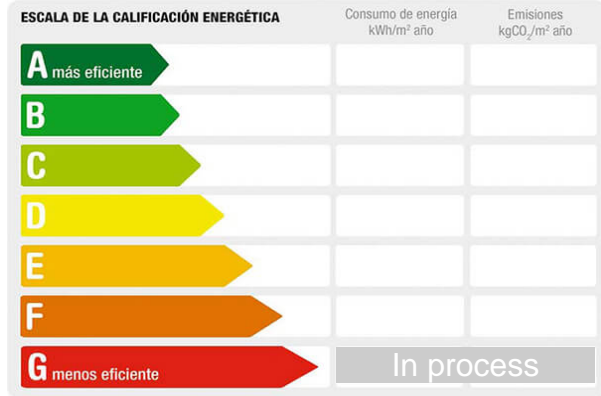 ESCALA DE LA CALIFICACIÓN ENERGÉTICA
Consumo de energía
kWh/m² año
Emisiones
kgCO₂/m² año
A más eficiente
B
C
D
E
F
G menos eficiente
In process